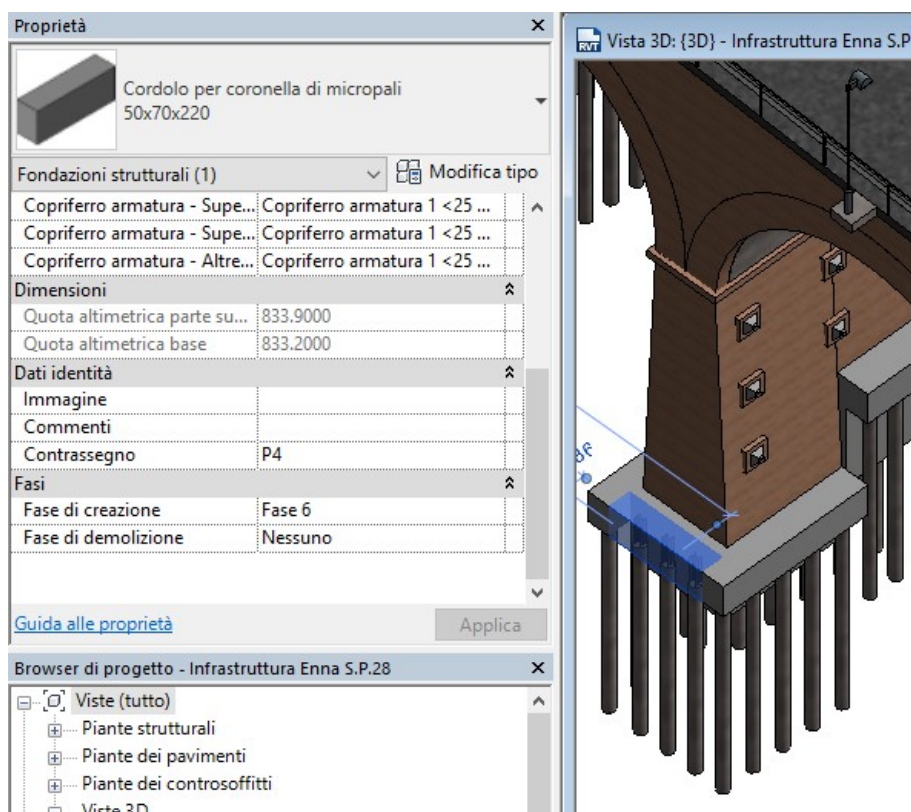 Proprietà
Vista 3D: {3D} - Infrastruttura Enna S.P
RVT
Cordolo per coronella di micropali
50x70x220
Fondazioni strutturali (1)
Modifica tipo
Copriferro armatura - Supe... Copriferro armatura 1 <25 ...
Copriferro armatura - Supe... Copriferro armatura 1 <25 ...
Copriferro armatura - Altre... Copriferro armatura 1 <25 ...
Dimensioni
Quota altimetrica parte su... 833.9000
Quota altimetrica base 833.2000
Dati identità
Immagine
Commenti
Contrassegno P4
Fasi
Fase di creazione Fase 6
Fase di demolizione Nessuno
Guida alle proprietà
Applica
Browser di progetto - Infrastruttura Enna S.P.28
Viste (tutto)
Piante strutturali
Piante dei pavimenti
Piante dei controsoffitti
Viste 3D